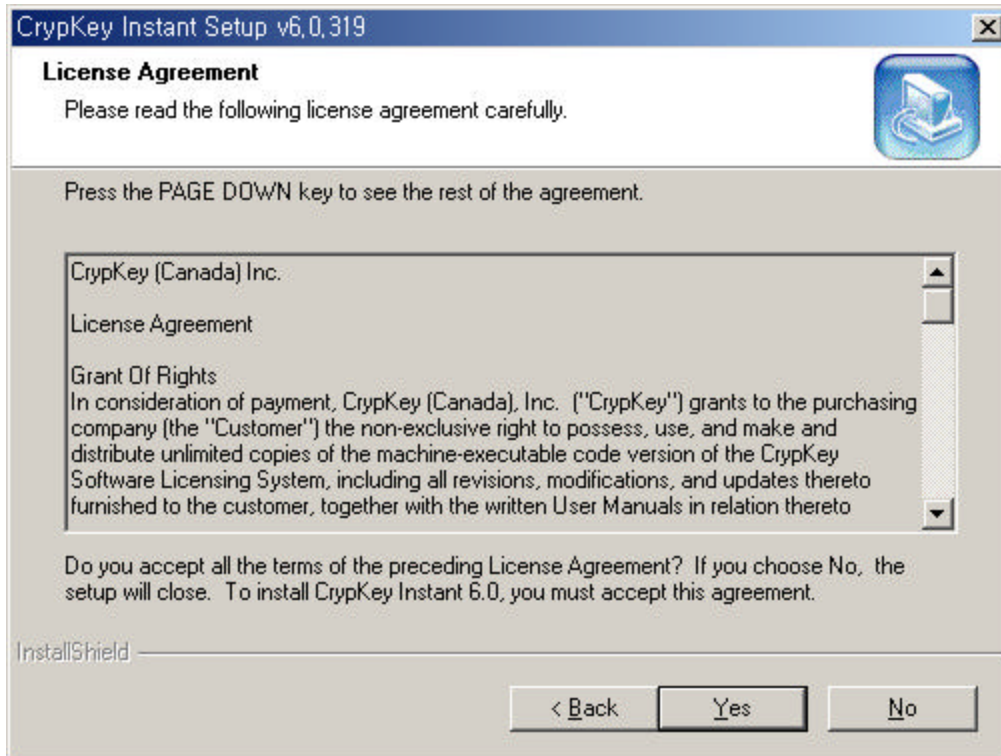 CrypKey Instant Setup v6,0,319
License Agreement
Please read the following license agreement carefully.
Press the PAGE DOWN key to see the rest of the agreement.
CrypKey (Canada) Inc.
License Agreement
Grant Of Rights
In consideration of payment, CrypKey (Canada), Inc.  ("CrypKey") grants to the purchasing
company (the "Customer") the non-exclusive right to possess, use, and make and
distribute unlimited copies of the machine-executable code version of the CrypKey
Software Licensing System, including all revisions, modifications, and updates thereto
furnished to the customer, together with the written User Manuals in relation thereto
Do you accept all the terms of the preceding License Agreement?  If you choose No,  the
setup will close.  To install CrypKey Instant 6.0, you must accept this agreement.
InstallShield
< Back
Yes
No